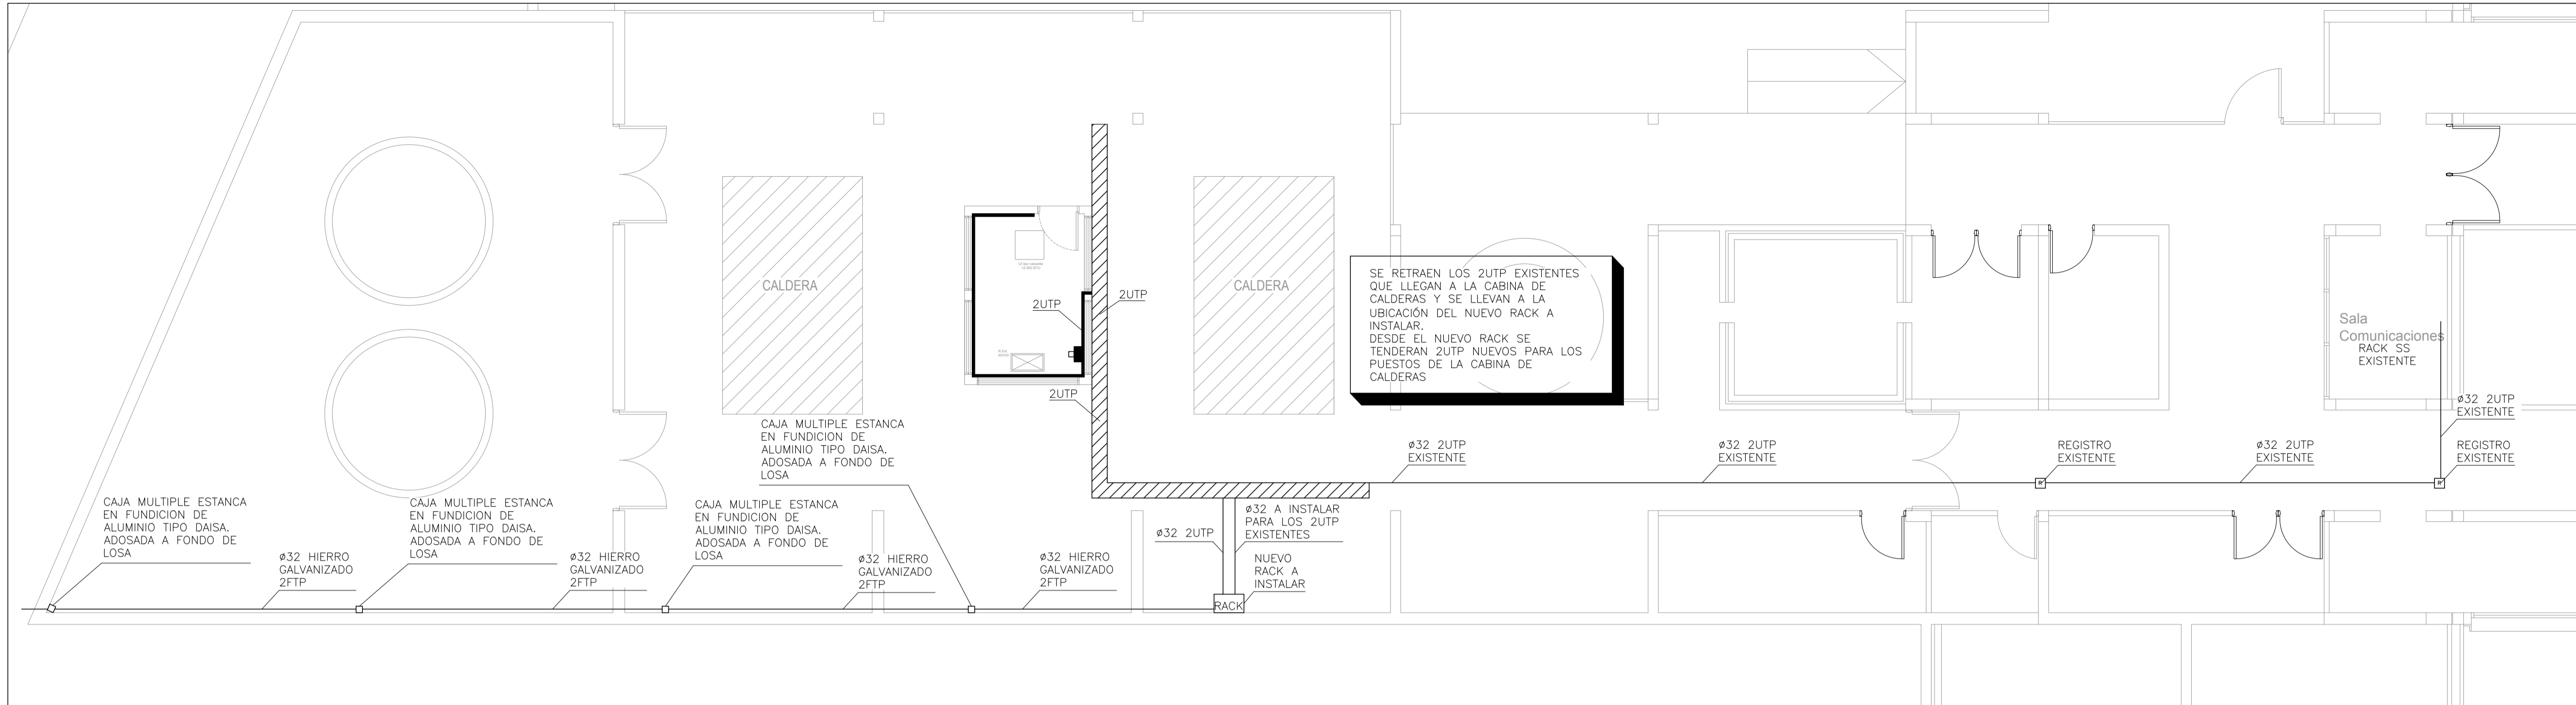 CALDERA
CALDERA
2UTP
2UTP
2UTP
SE RETRAEN LOS 2UTP EXISTENTES
QUE LLEGAN A LA CABINA DE
CALDERAS Y SE LLEVAN A LA
UBICACIÓN DEL NUEVO RACK A
INSTALAR.
DESDE EL NUEVO RACK SE
TENDERAN 2UTP NUEVOS PARA LOS
PUESTOS DE LA CABINA DE
CALDERAS
Sala
Comunicaciones
RACK SS
EXISTENTE
ø32 2UTP
EXISTENTE
CAJA MULTIPLE ESTANCA
EN FUNDICION DE
ALUMINIO TIPO DAISA.
ADOSADA A FONDO DE
LOSA
ø32 2UTP
EXISTENTE
ø32 2UTP
EXISTENTE
REGISTRO
EXISTENTE
ø32 2UTP
EXISTENTE
REGISTRO
EXISTENTE
R
R
CAJA MULTIPLE ESTANCA
EN FUNDICION DE
ALUMINIO TIPO DAISA.
ADOSADA A FONDO DE
LOSA
CAJA MULTIPLE ESTANCA
EN FUNDICION DE
ALUMINIO TIPO DAISA.
ADOSADA A FONDO DE
LOSA
CAJA MULTIPLE ESTANCA
EN FUNDICION DE
ALUMINIO TIPO DAISA.
ADOSADA A FONDO DE
LOSA
ø32 2UTP
ø32 A INSTALAR
PARA LOS 2UTP
EXISTENTES
ø32 HIERRO
GALVANIZADO
2FTP
ø32 HIERRO
GALVANIZADO
2FTP
ø32 HIERRO
GALVANIZADO
2FTP
ø32 HIERRO
GALVANIZADO
2FTP
NUEVO
RACK A
INSTALAR
RACK